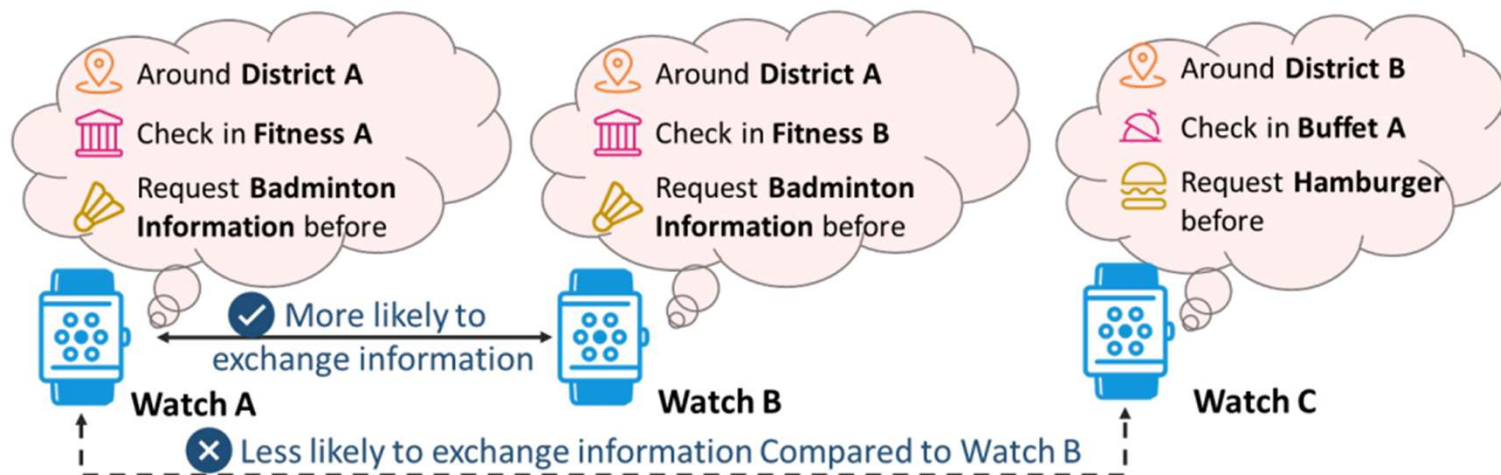 Around District A
Check in Fitness A
Request Badminton
Information before
Around District A
Check in Fitness B
Request Badminton
Information before
Around District B
Check in Buffet A
Request Hamburger
before
More likely to
exchange information
Watch A
Watch B
Watch C
Less likely to exchange information Compared to Watch B